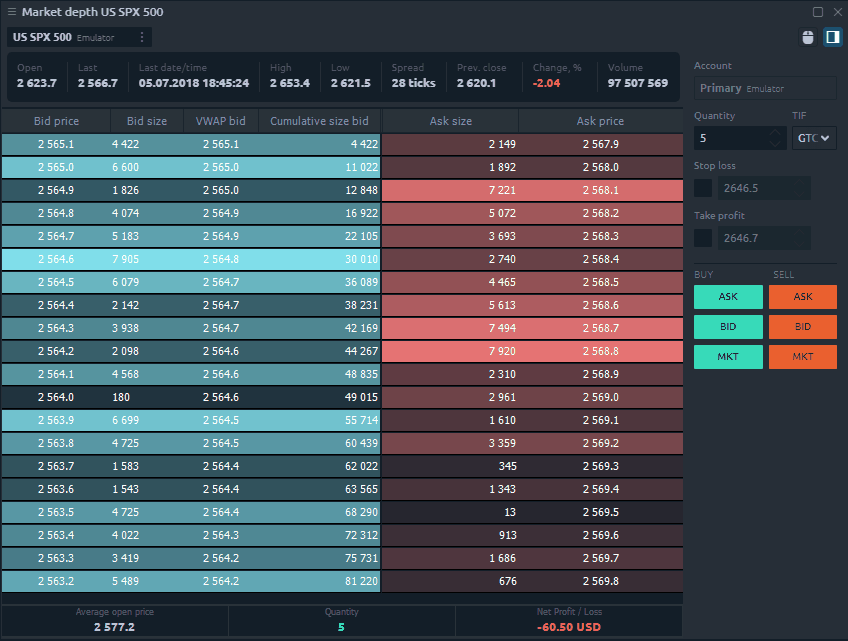 Market depth US SPX 500
US SPX 500 Emulator
Open Last Last date/time High Low Spread Prev. close Change, % Volume
2 623.7 2 566.7 05.07.2018 18:45:24 2 653.4 2 621.5 28 ticks 2 620.1 -2.04 97 507 569
Bid price Bid size VWAP bid Cumulative size bid Ask size Ask price
2 565.1 4 422 2 565.1 4 422 2 149 2 567.9
2 565.0 6 600 2 565.0 11 022 1 892 2 568.0
2 564.9 1 826 2 565.0 12 848 7 221 2 568.1
2 564.8 4 074 2 564.9 16 922 5 072 2 568.2
2 564.7 5 183 2 564.9 22 105 3 693 2 568.3
2 564.6 7 905 2 564.8 30 010 2 740 2 568.4
2 564.5 6 079 2 564.7 36 089 4 465 2 568.5
2 564.4 2 142 2 564.7 38 231 5 613 2 568.6
2 564.3 3 938 2 564.7 42 169 7 494 2 568.7
2 564.2 2 098 2 564.6 44 267 7 920 2 568.8
2 564.1 4 568 2 564.6 48 835 2 310 2 568.9
2 564.0 180 2 564.6 49 015 2 961 2 569.0
2 563.9 6 699 2 564.5 55 714 1 610 2 569.1
2 563.8 4 725 2 564.5 60 439 3 359 2 569.2
2 563.7 1 583 2 564.4 62 022 345 2 569.3
2 563.6 1 543 2 564.4 63 565 1 343 2 569.4
2 563.5 4 725 2 564.4 68 290 13 2 569.5
2 563.4 4 022 2 564.3 72 312 913 2 569.6
2 563.3 3 419 2 564.2 75 731 1 686 2 569.7
2 563.2 5 489 2 564.2 81 220 676 2 569.8
Average open price Quantity Net Profit / Loss
2 577.2 5 -60.50 USD
Account
Primary Emulator
Quantity TIF
5 GTC
Stop loss
2646.5
Take profit
2646.7
BUY SELL
ASK ASK
BID BID
MKT MKT